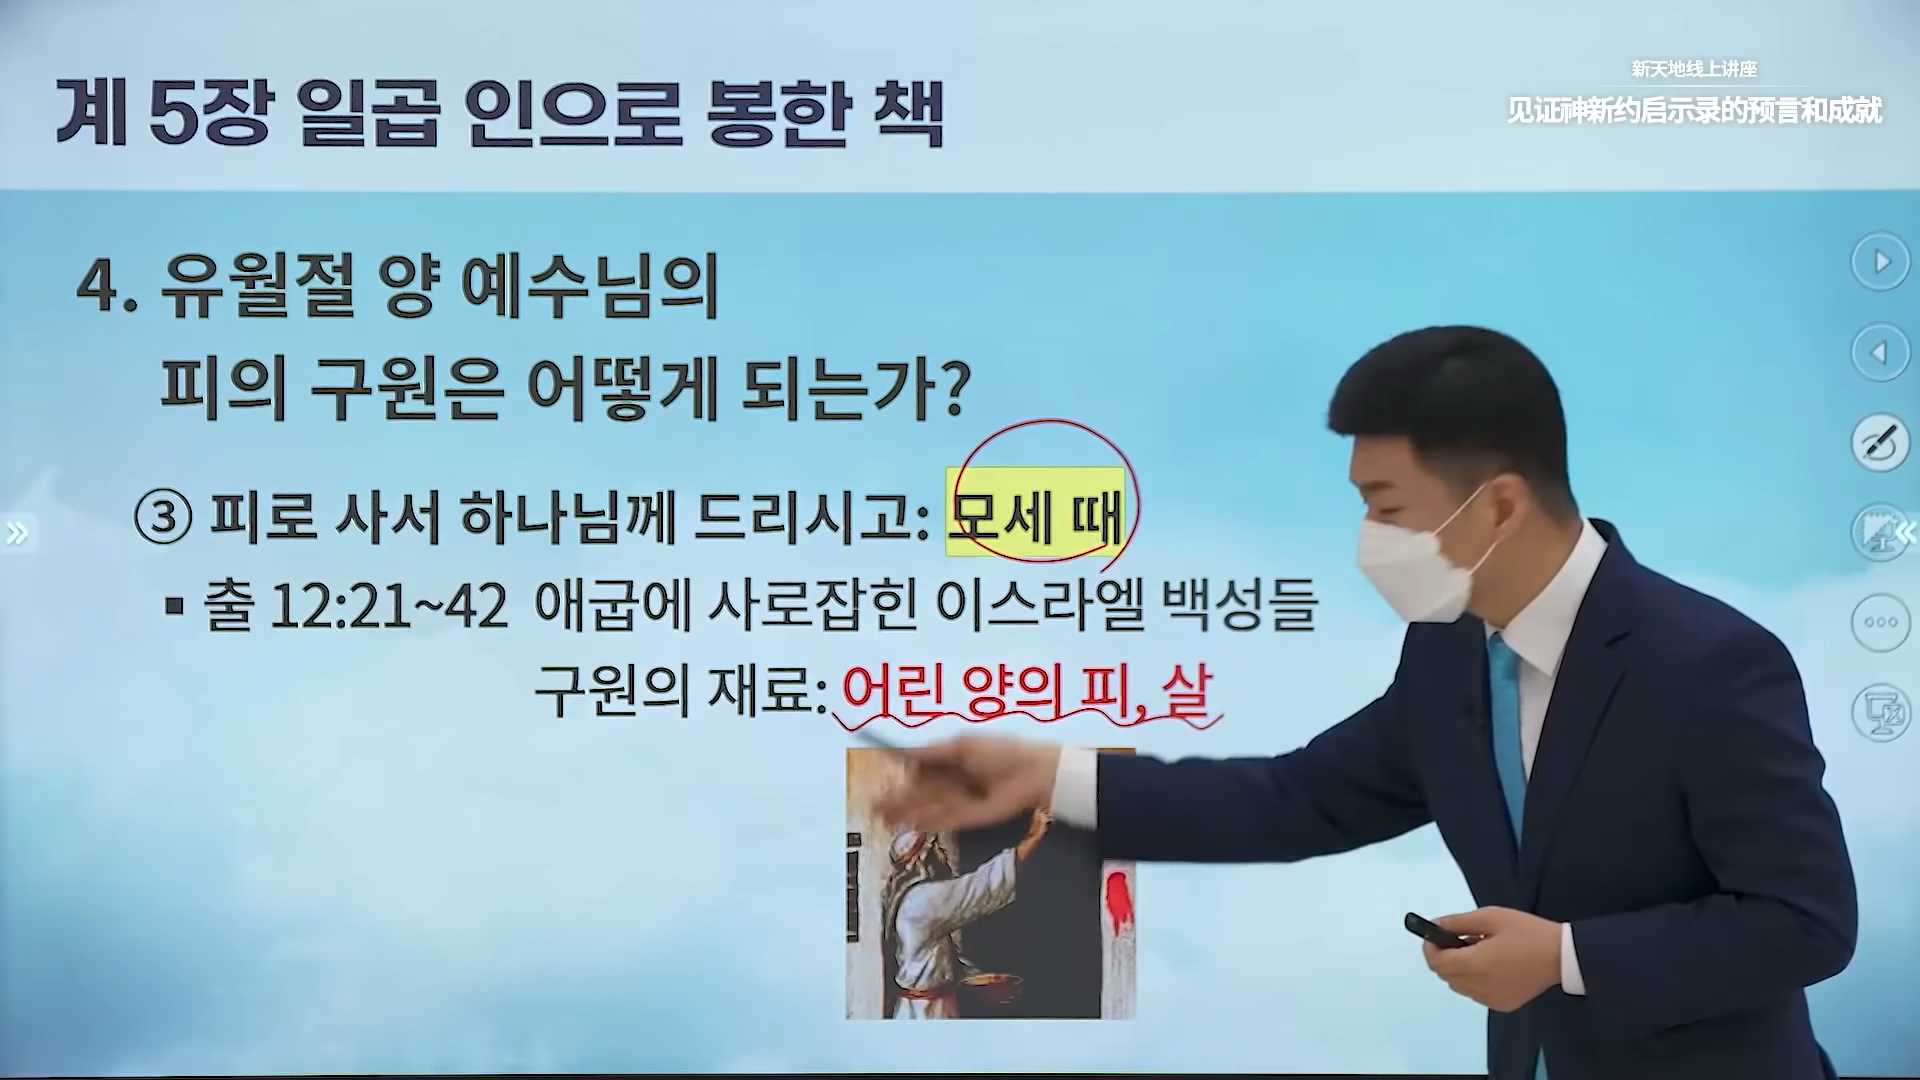 계 5장 일곱 인으로 봉한 책
新天地线上讲座
见证神新约启示录的预言和成就
4. 유월절 양 예수님의
피의 구원은 어떻게 되는가?
③ 피로 사서 하나님께 드리시고: 모세 때
▪ 출 12:21~42 애굽에 사로잡힌 이스라엘 백성들
구원의 재료: 어린 양의 피, 살